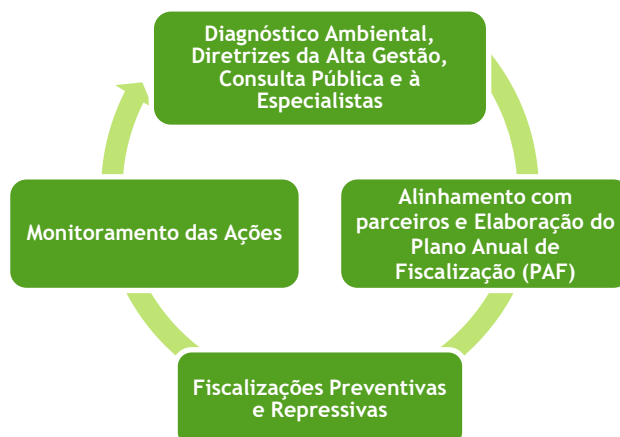 Diagnóstico Ambiental,
Diretrizes da Alta Gestão,
Consulta Pública e à
Especialistas
Alinhamento com
parceiros e Elaboração do
Plano Anual de
Fiscalização (PAF)
Fiscalizações Preventivas
e Repressivas
Monitoramento das Ações